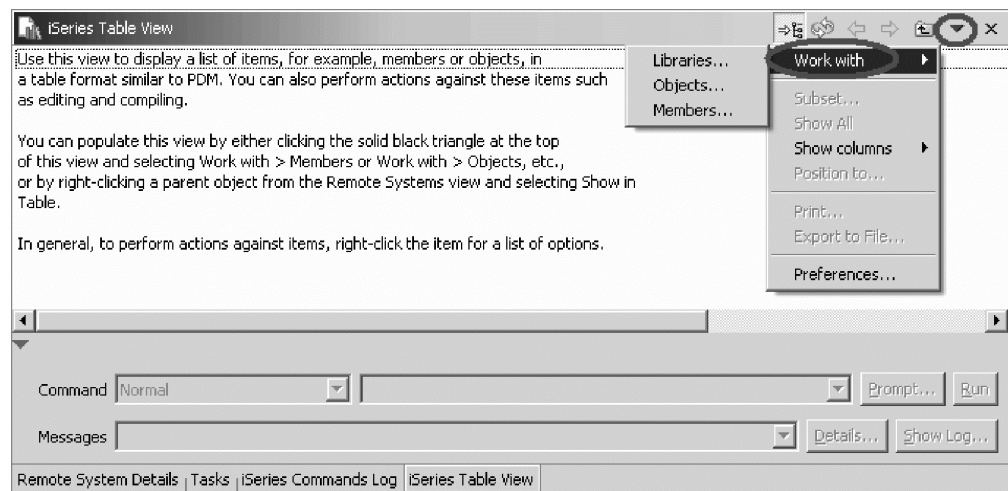 iSeries Table View
Use this view to display a list of items, for example, members or objects, in
a table format similar to PDM. You can also perform actions against these items such
as editing and compiling.
You can populate this view by either clicking the solid black triangle at the top
of this view and selecting Work with > Members or Work with > Objects, etc.,
or by right-clicking a parent object from the Remote Systems view and selecting Show in
Table.
In general, to perform actions against items, right-click the item for a list of options.
Libraries...
Objects...
Members...
Work with
Subset...
Show All
Show columns
Position to...
Print...
Export to File...
Preferences...
Command Normal Prompt... Run
Messages Details... Show Log...
Remote System Details Tasks iSeries Commands Log iSeries Table View